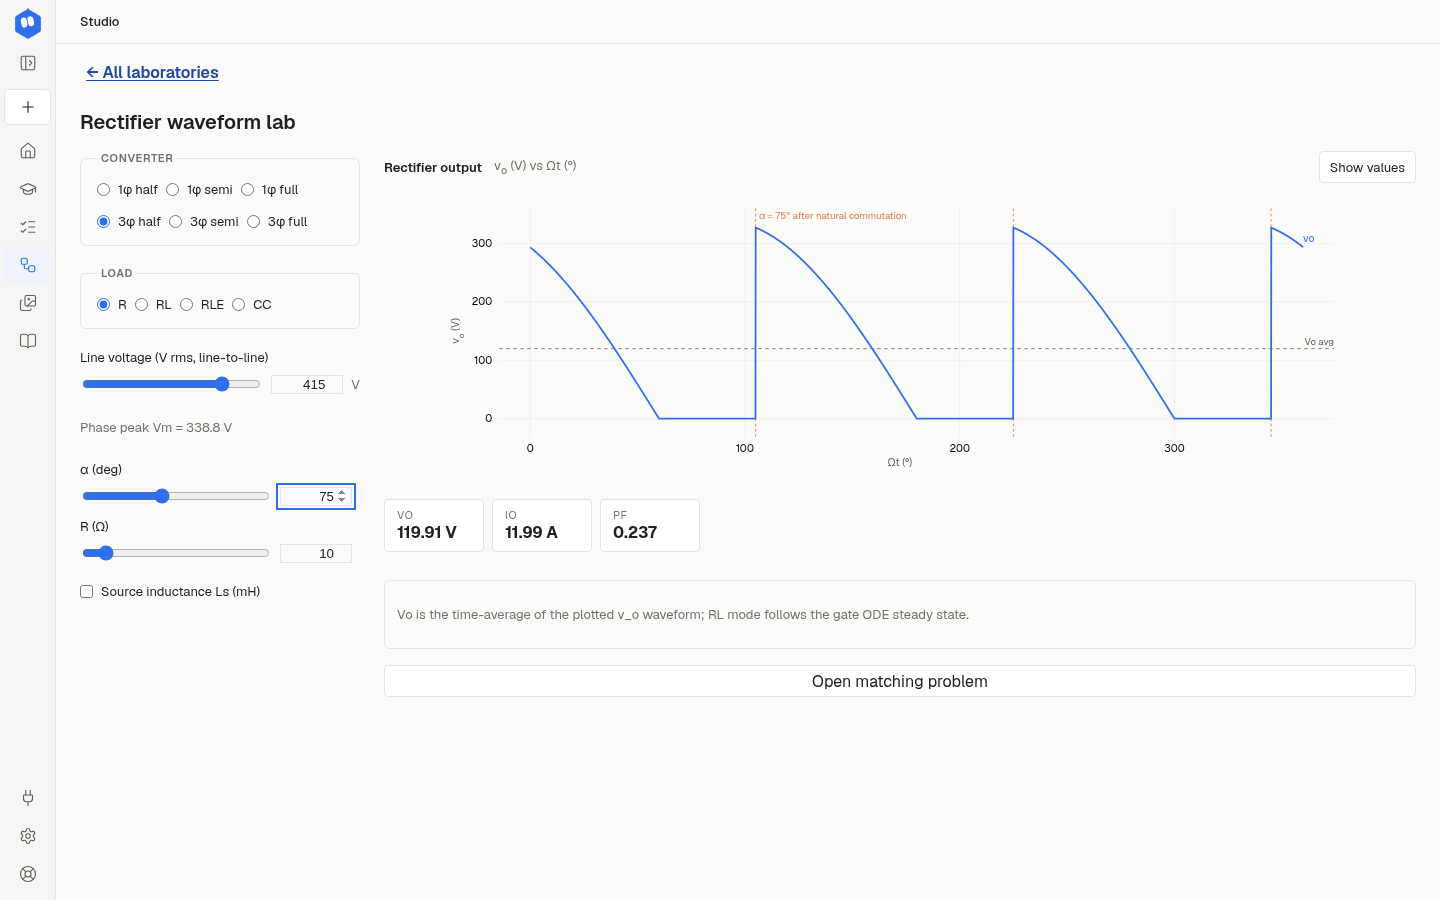 Studio
← All laboratories
Rectifier waveform lab
CONVERTER
1φ half 1φ semi 1φ full
3φ half 3φ semi 3φ full
LOAD
R RL RLE CC
Line voltage (V rms, line-to-line)
415 V
Phase peak Vm = 338.8 V
α (deg)
75
R (Ω)
10
Source inductance Ls (mH)
Rectifier output vo (V) vs Ωt (°)
Show values
α = 75° after natural commutation
vo
300
200
100
0
vo (V)
Vo avg
0 100 200 300
Ωt (°)
VO
119.91 V
IO
11.99 A
PF
0.237
Vo is the time-average of the plotted v_o waveform; RL mode follows the gate ODE steady state.
Open matching problem